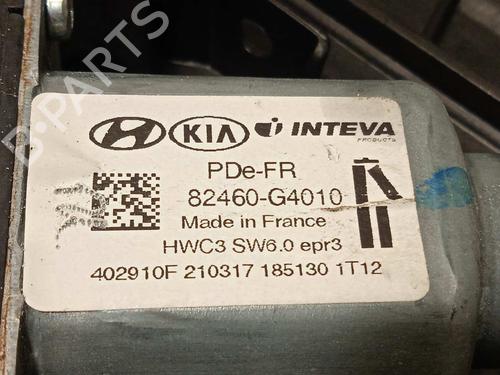 HYUNDAI KIA INTEVA
PRODUCTS
PDe-FR
82460-G4010
Made in France
HWC3 SW6.0 epr3
402910F 210317 185130 1T12
D-PARTS